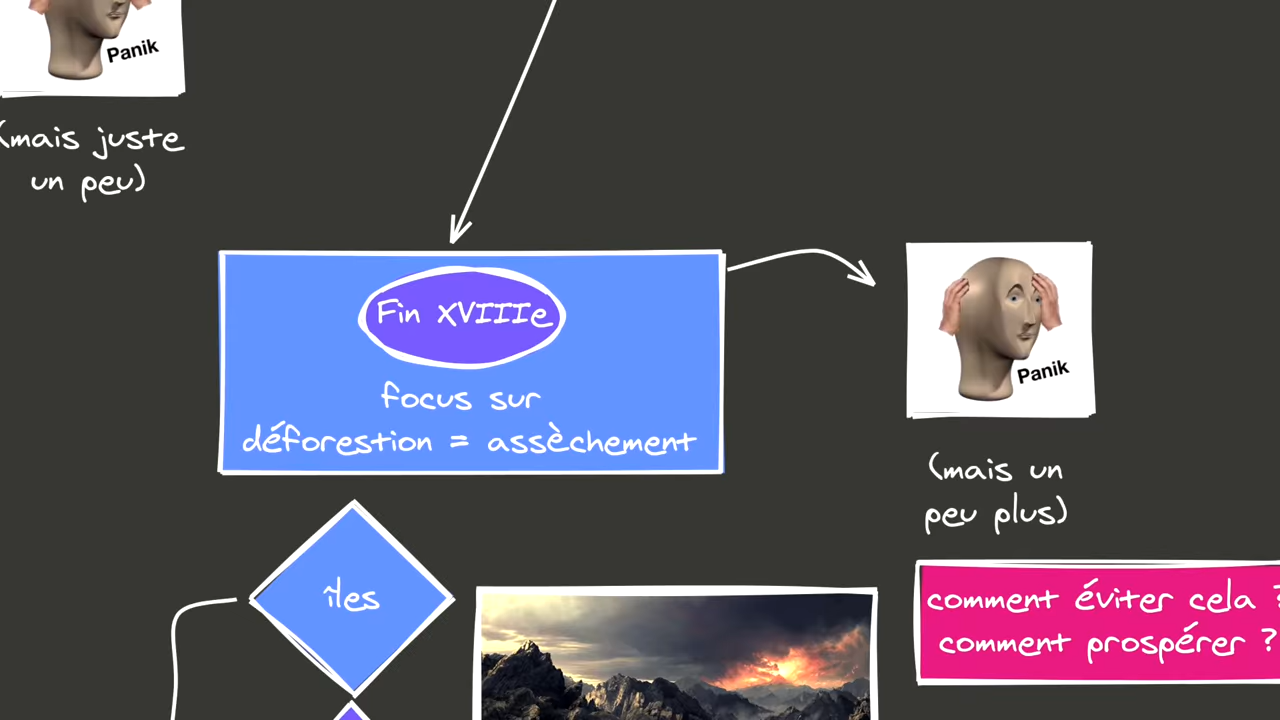 Panik
(mais juste
un peu)
Fin XVIIIe
focus sur
déforestion = assèchement
Panik
(mais un
peu plus)
îles
comment éviter cela ?
comment prospérer ?